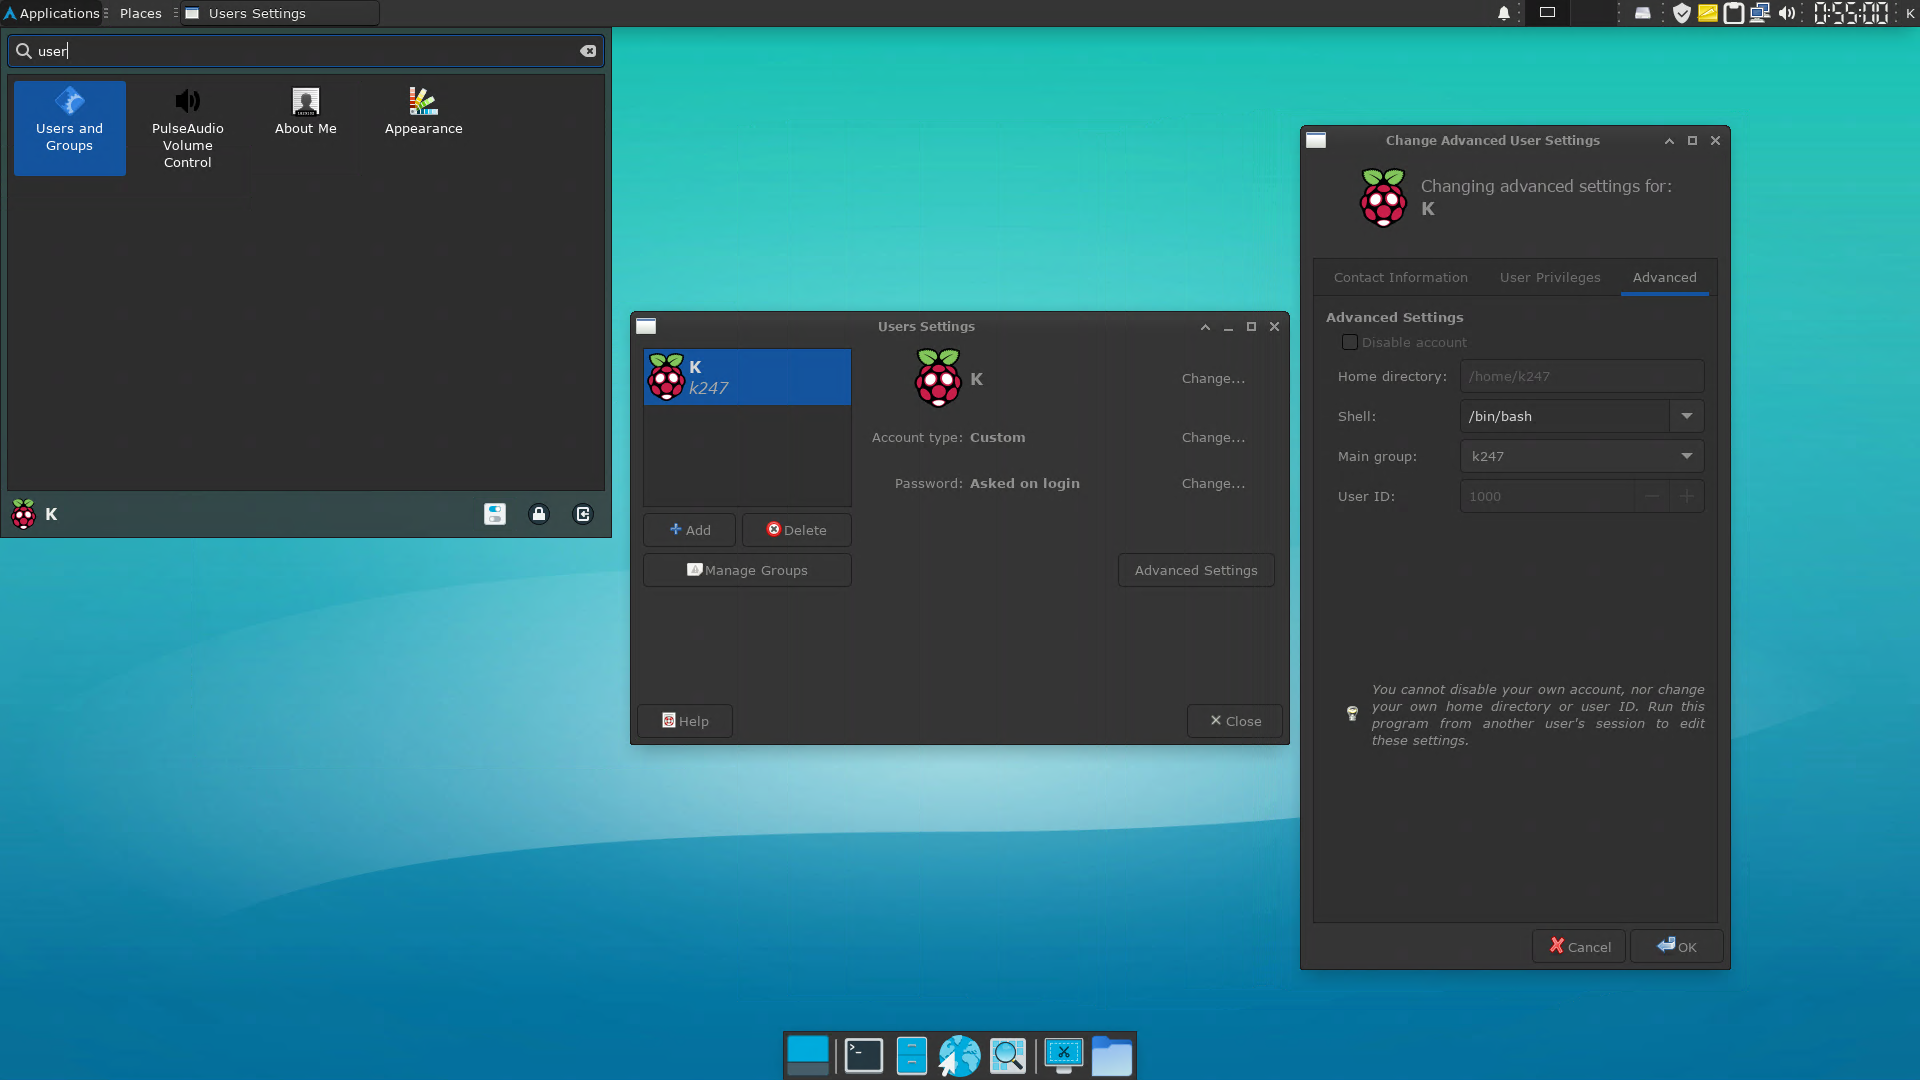 Applications
Places
Users Settings
0:55:00
K
user
Users and
Groups
PulseAudio
Volume
Control
About Me
Appearance
K
Users Settings
K
k247
K
Change...
Account type: Custom
Change...
Password: Asked on login
Change...
Add
Delete
Manage Groups
Advanced Settings
Help
Close
Change Advanced User Settings
Changing advanced settings for:
K
Contact Information
User Privileges
Advanced
Advanced Settings
Disable account
Home directory: /home/k247
Shell: /bin/bash
Main group: k247
User ID: 1000
You cannot disable your own account, nor change
your own home directory or user ID. Run this
program from another user's session to edit
these settings.
Cancel
OK